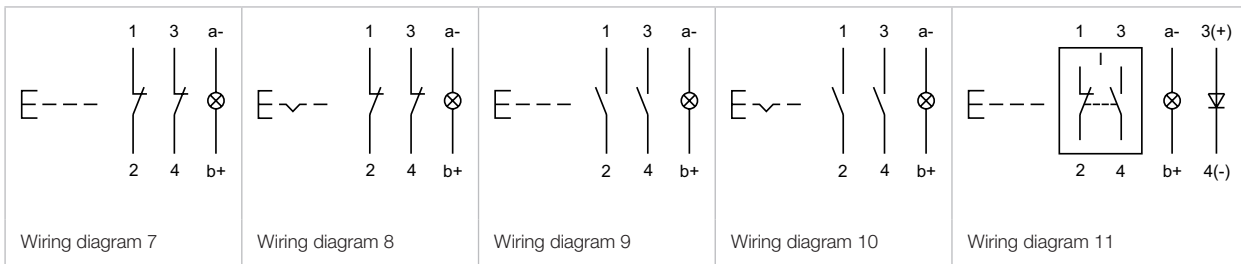 1 3 a-
2 4 b+
Wiring diagram 7
1 3 a-
2 4 b+
Wiring diagram 8
1 3 a-
2 4 b+
Wiring diagram 9
1 3 a-
2 4 b+
Wiring diagram 10
1 3 a- 3(+)
I
2 4 b+ 4(-)
Wiring diagram 11